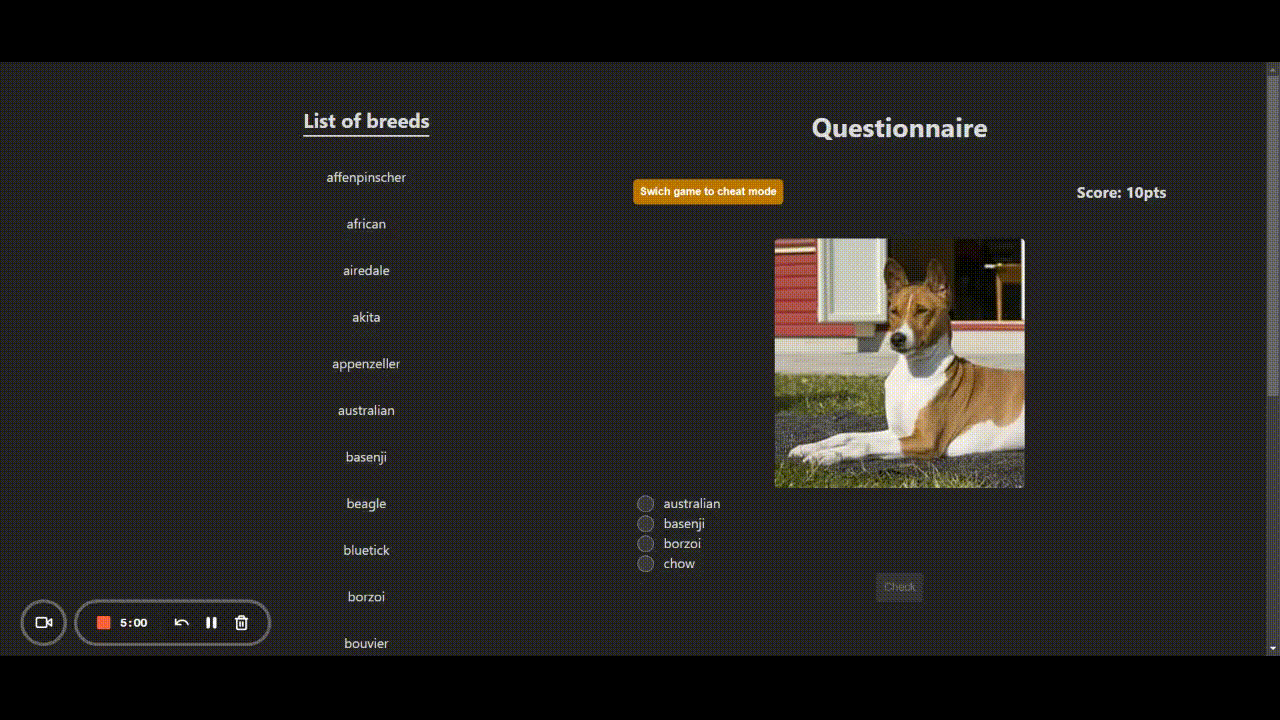 List of breeds
affenpinscher
african
airedale
akita
appenzeller
australian
basenji
beagle
bluetick
borzoi
bouvier
Questionnaire
Swich game to cheat mode
Score: 10pts
australian
basenji
borzoi
chow
Check
5:00